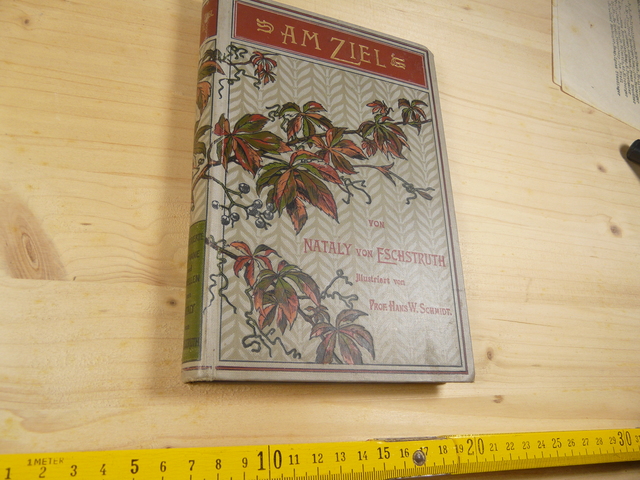 AM ZIEL
VON
NATALY VON ESCHSTRUTH
Illustriert von
PROF. HANS W. SCHMIDT.
1 METER
1 2 3 4 5 6 7 8 9 10 11 12 13 14 15 16 17 18 19 20 21 22 23 24 25 26 27 28 29 30